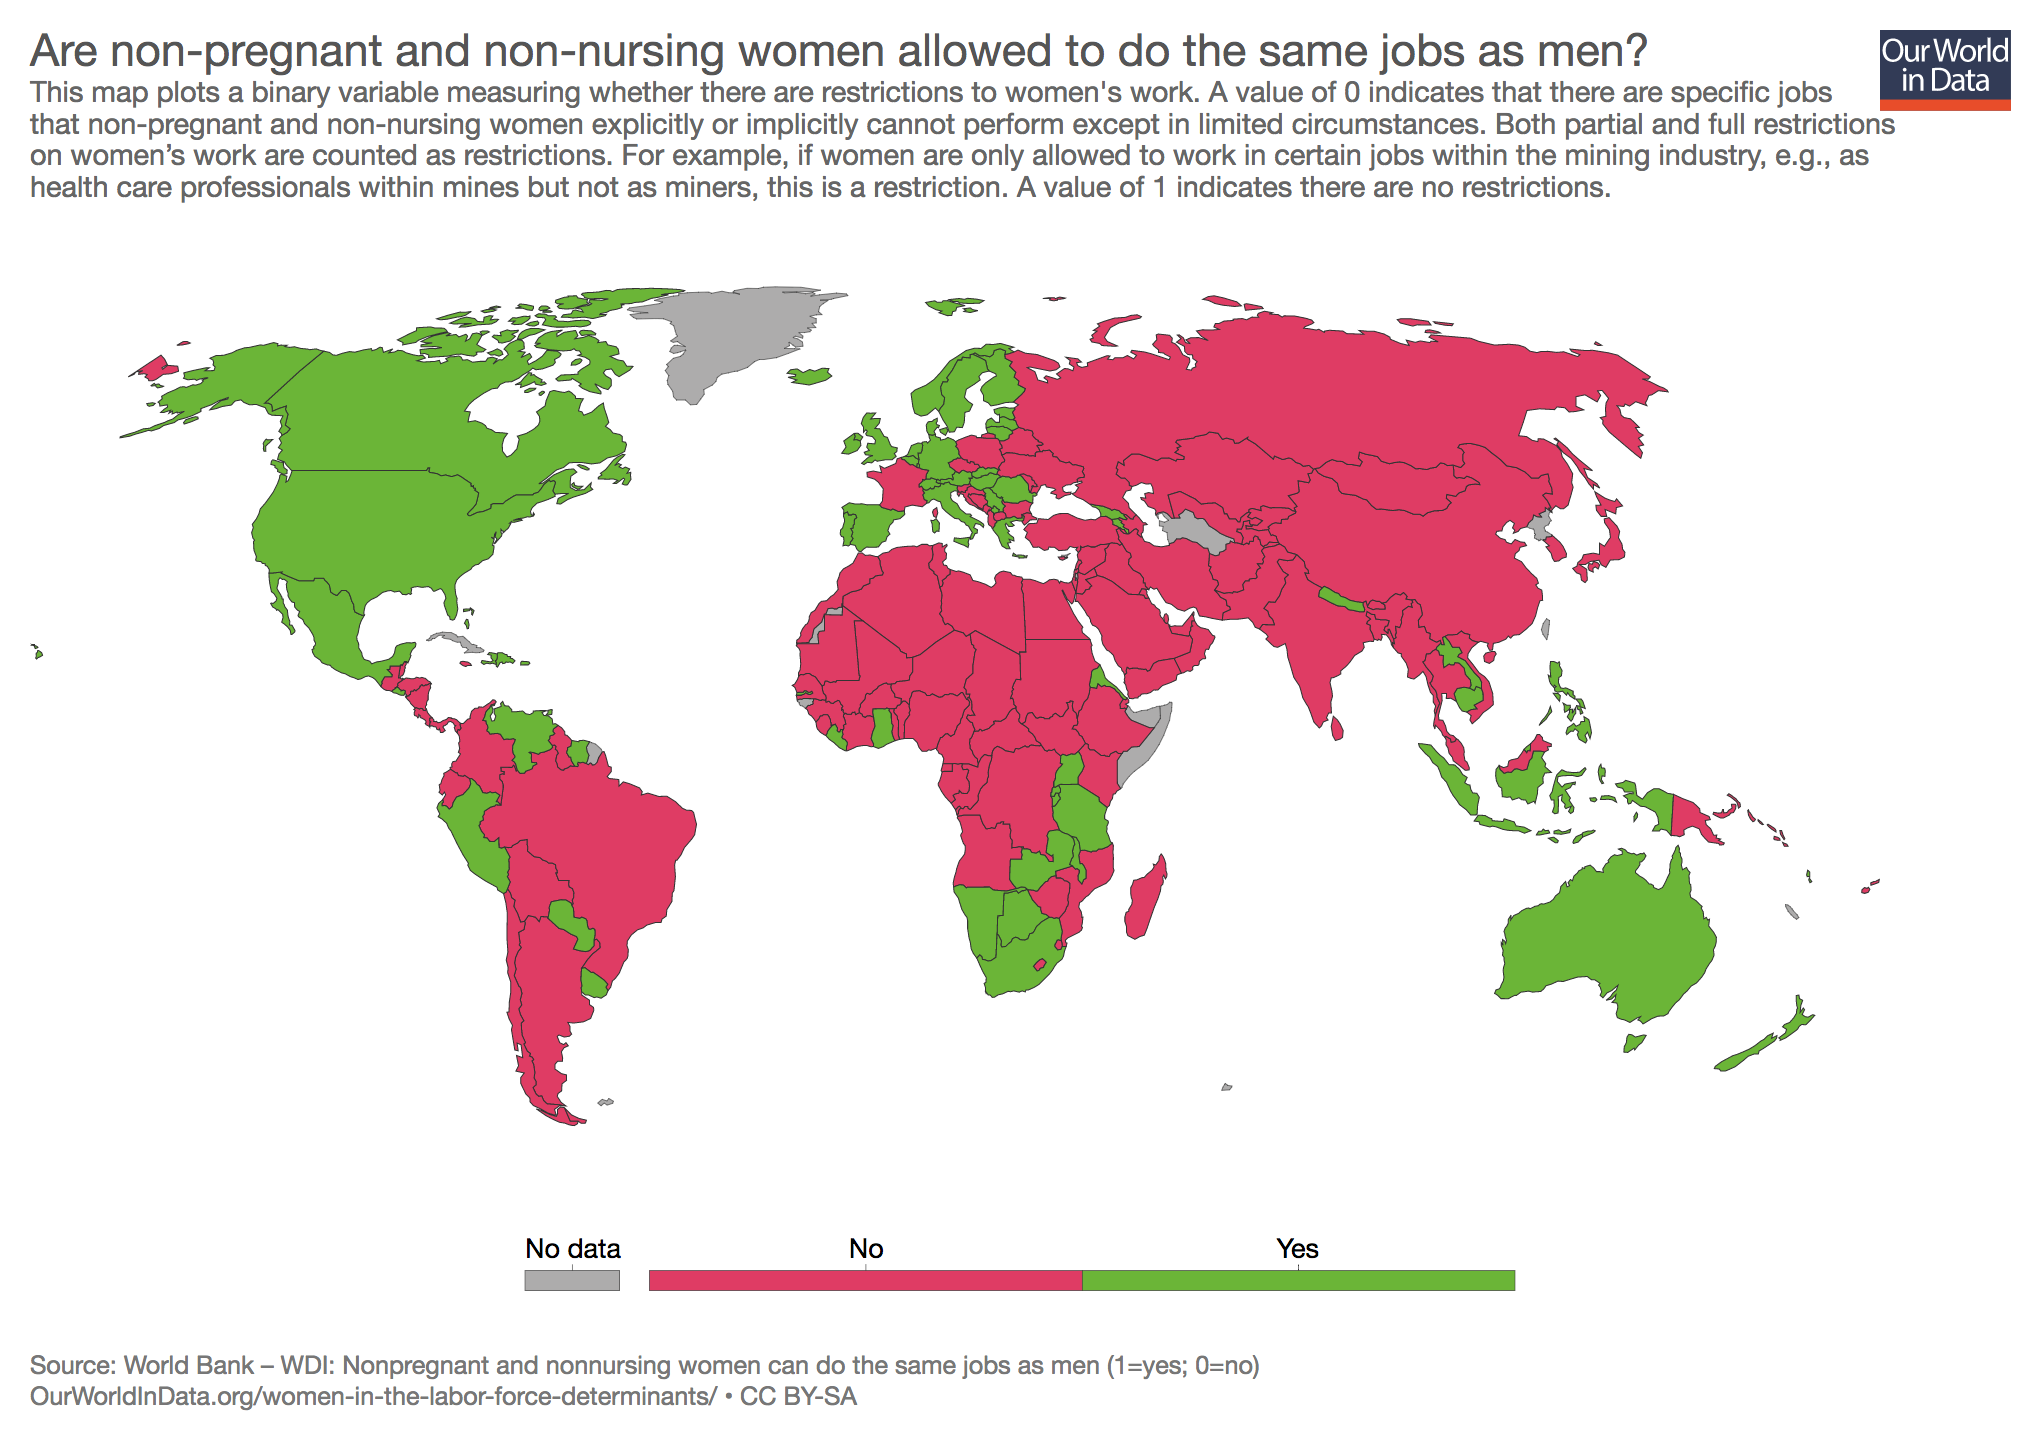 Are non-pregnant and non-nursing women allowed to do the same jobs as men?
Our World
in Data
This map plots a binary variable measuring whether there are restrictions to women's work. A value of 0 indicates that there are specific jobs
that non-pregnant and non-nursing women explicitly or implicitly cannot perform except in limited circumstances. Both partial and full restrictions
on women’s work are counted as restrictions. For example, if women are only allowed to work in certain jobs within the mining industry, e.g., as
health care professionals within mines but not as miners, this is a restriction. A value of 1 indicates there are no restrictions.
No data
No
Yes
Source: World Bank – WDI: Nonpregnant and nonnursing women can do the same jobs as men (1=yes; 0=no)
OurWorldInData.org/women-in-the-labor-force-determinants/ • CC BY-SA